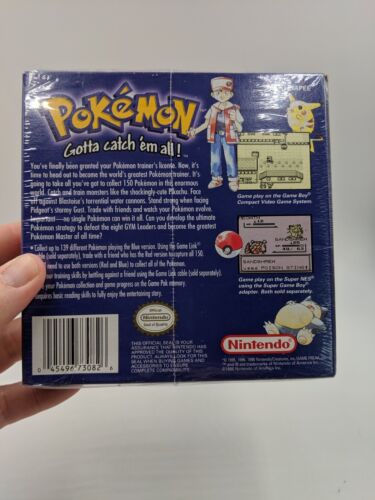 POKéMON
Gotta catch 'em all!
You've finally been granted your Pokémon trainer's license. Now, it's
time to head out to become the world's greatest Pokémon trainer. It's
going to take all you've got to collect 150 Pokémon in this enormous
world. Catch and train monsters like the shockingly-cute Pikachu. Face
off against Blastoise's torrential water cannons. Stand strong when facing
Pidgeot's stormy Gust. Trade with friends and watch your Pokémon evolve.
Important—no single Pokémon can win it all. Can you develop the ultimate
Pokémon strategy to defeat the eight GYM Leaders and become the greatest
Pokémon Master of all time?
• Collect up to 139 different Pokémon playing the Blue version. Using the Game Link
(sold separately), trade with a friend who has the Red version to capture all 150.
need to use both versions (Red and Blue) to collect all of the Pokémon.
your training skills by battling against a friend using the Game Link cable (sold separately).
your Pokémon collection and game progress on the Game Pak memory.
requires basic reading skills to fully enjoy the entertaining story.
Game play on the Game Boy®
Compact Video Game System.
SANDSHREW
used POISON STING!
Game play on the Super NES®
using the Super Game Boy®
adapter. Both sold separately.
0 45496 73082 6
Official
Nintendo
Seal of Quality
THIS OFFICIAL SEAL IS YOUR
ASSURANCE THAT NINTENDO HAS
APPROVED THE QUALITY OF THIS
PRODUCT. ALWAYS LOOK FOR THIS
SEAL WHEN BUYING GAMES AND
ACCESSORIES TO ENSURE
COMPLETE COMPATIBILITY.
Nintendo